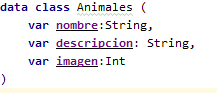 data class Animales (
    var nombre:String,
    var descripcion: String,
    var imagen:Int
)